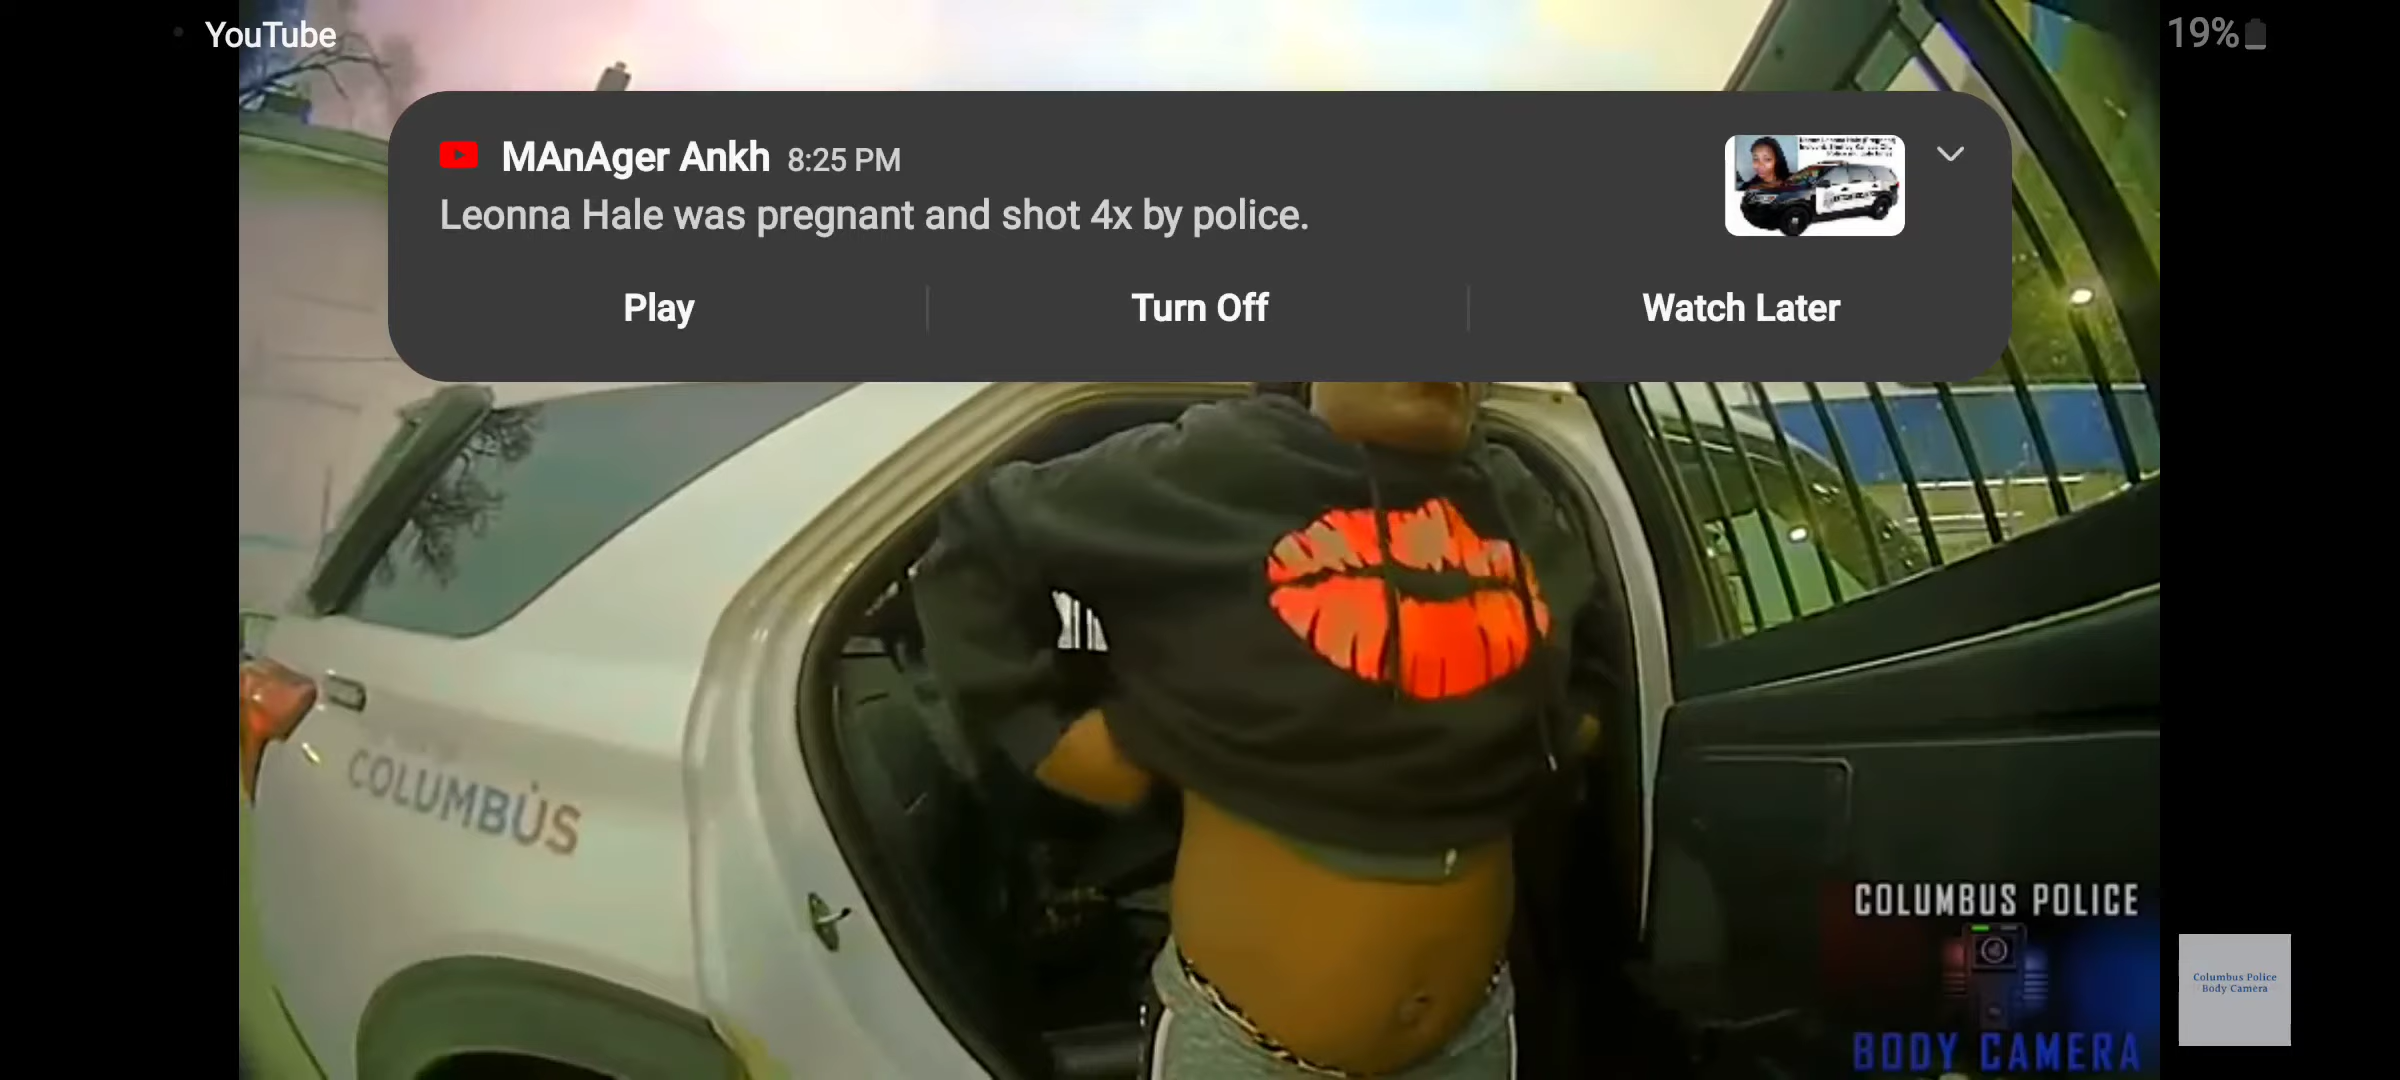 YouTube
19%
MAnAger Ankh 8:25 PM
Leonna Hale was pregnant and shot 4x by police.
Play
Turn Off
Watch Later
COLUMBUS
COLUMBUS POLICE
BODY CAMERA
Columbus Police
Body Camera